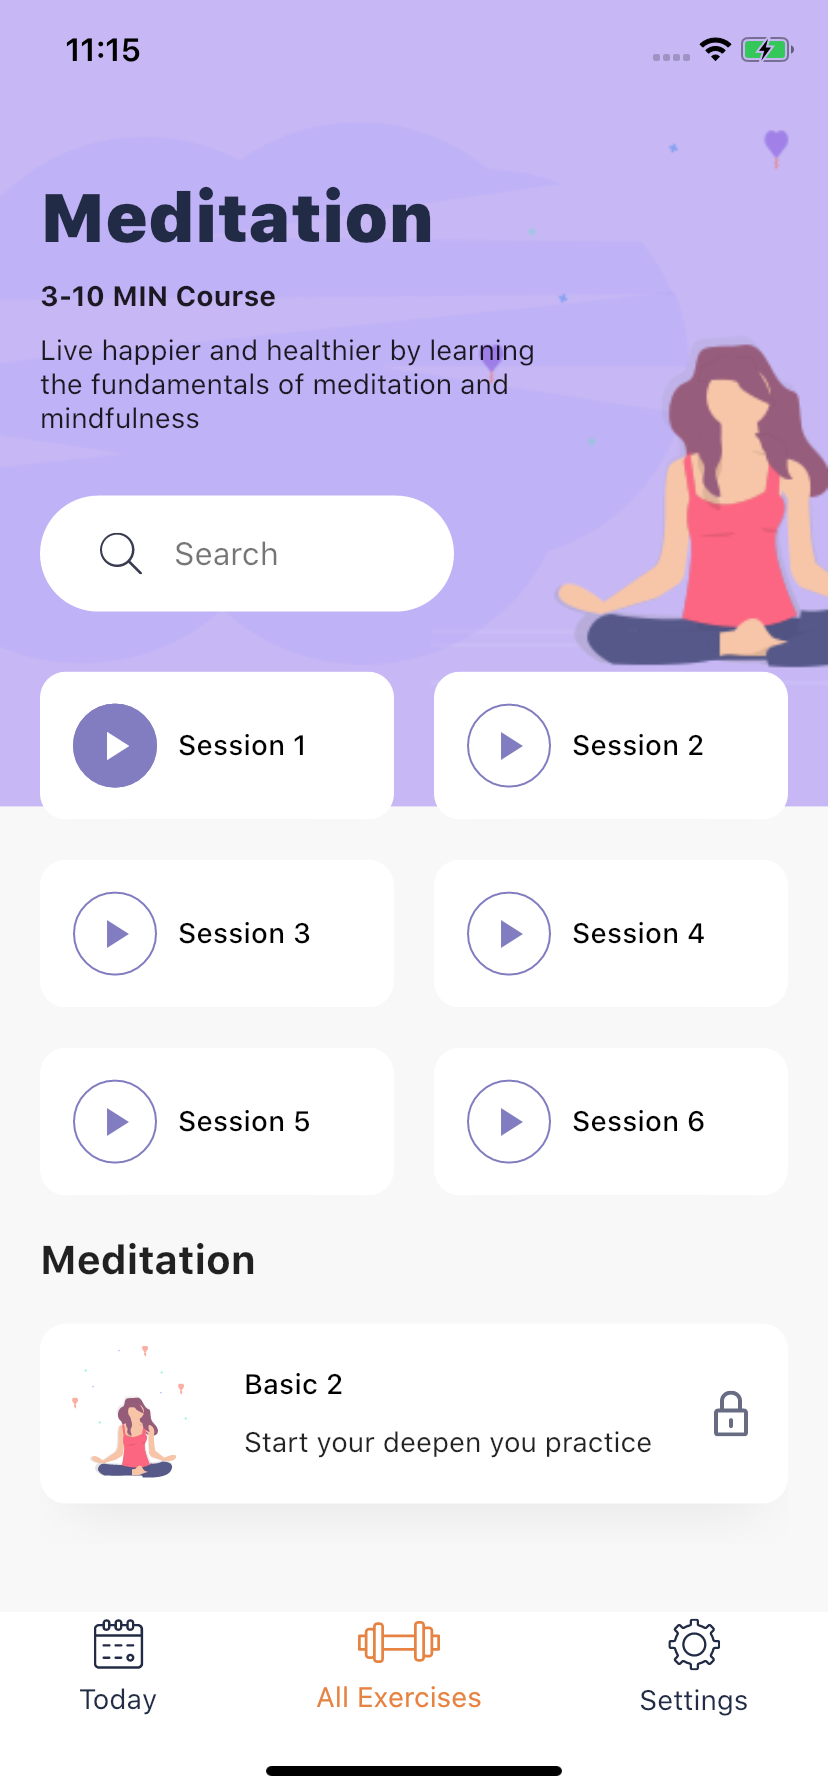 11:15
Meditation
3-10 MIN Course
Live happier and healthier by learning
the fundamentals of meditation and
mindfulness
Search
Session 1
Session 2
Session 3
Session 4
Session 5
Session 6
Meditation
Basic 2
Start your deepen you practice
Today
All Exercises
Settings